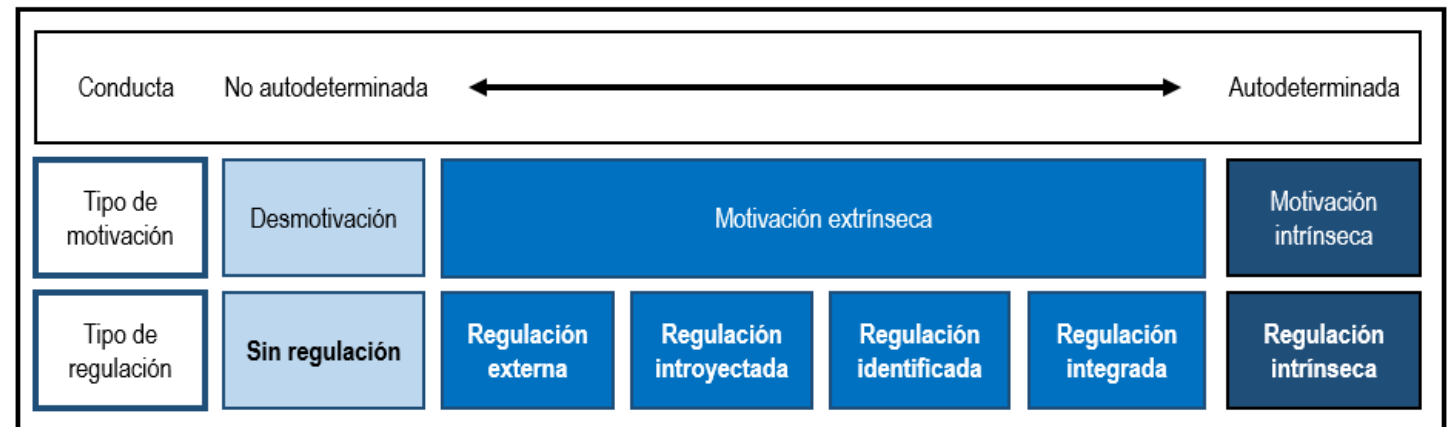 Conducta No autodeterminada Autodeterminada
Tipo de
motivación
Desmotivación
Motivación extrínseca
Motivación
intrínseca
Tipo de
regulación
Sin regulación
Regulación
externa
Regulación
introyectada
Regulación
identificada
Regulación
integrada
Regulación
intrínseca